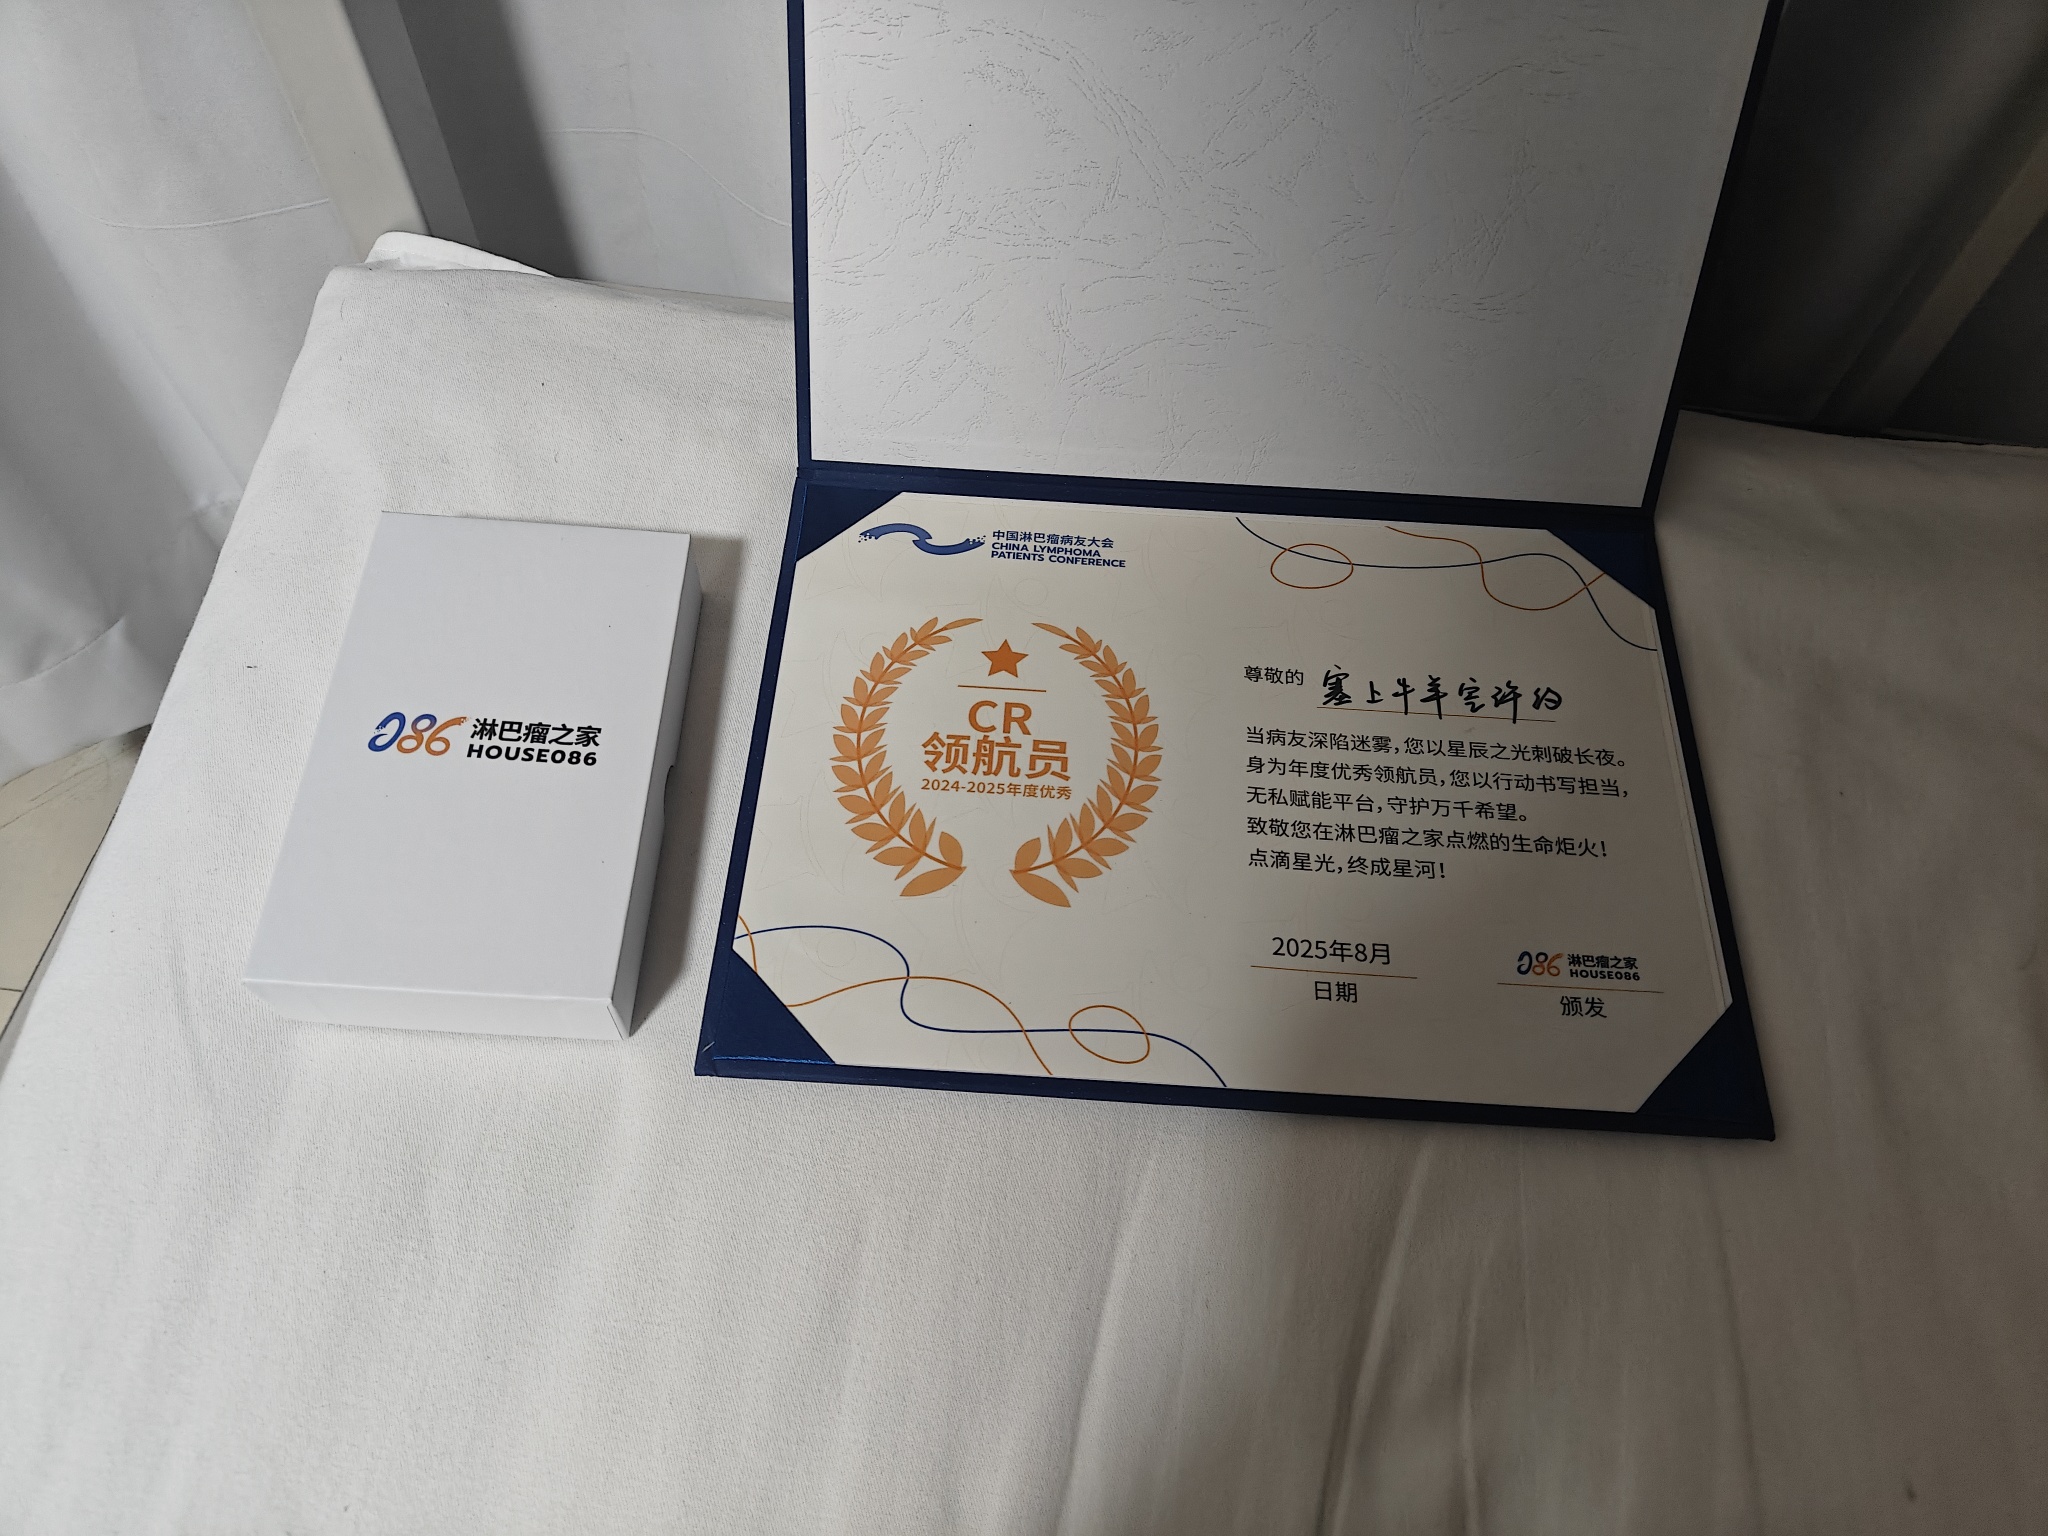 086 淋巴瘤之家
HOUSE086
中国淋巴瘤病友大会
CHINA LYMPHOMA
PATIENTS CONFERENCE
CR
领航员
2024-2025年度优秀
尊敬的 塞上牛羊空许约
当病友深陷迷雾,您以星辰之光刺破长夜。
身为年度优秀领航员,您以行动书写担当,
无私赋能平台,守护万千希望。
致敬您在淋巴瘤之家点燃的生命炬火!
点滴星光,终成星河!
2025年8月
日期
086 淋巴瘤之家
HOUSE086
颁发